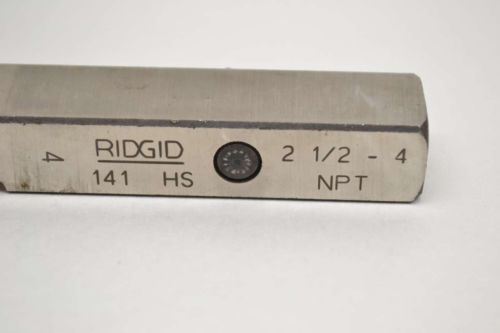 4
RIDGID
141 HS
2 1/2 - 4
NPT